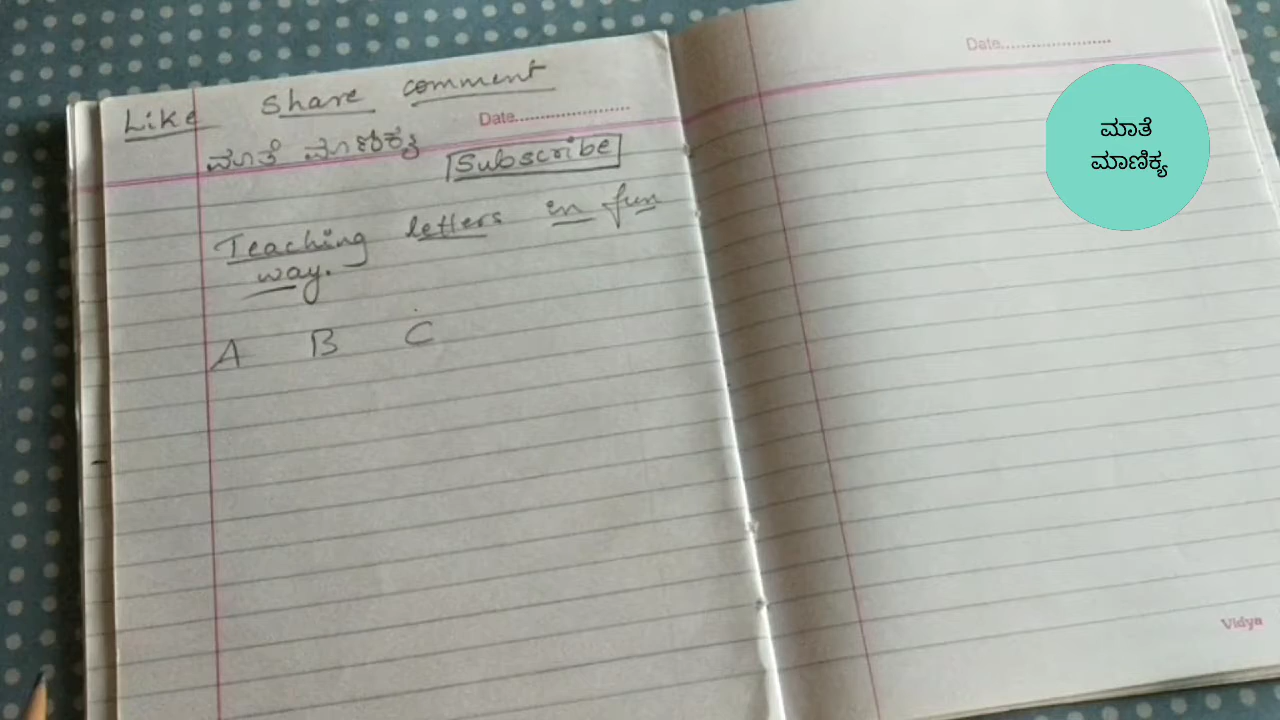 Like Share comment
Date......................
ಮಾತೆ ಮಾಣಿಕ್ಯ Subscribe
Teaching letters in fun
way.
A B C
Date......................
ಮಾತೆ
ಮಾಣಿಕ್ಯ
Vidya